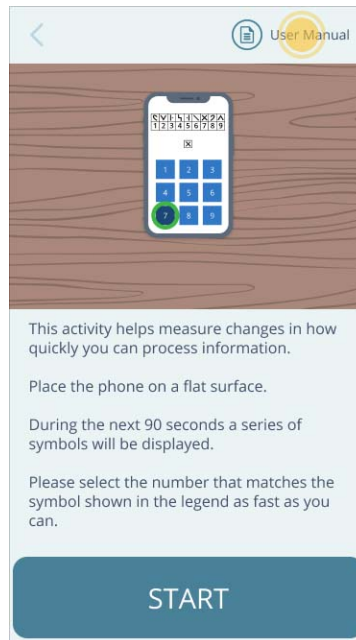 User Manual
1 2 3 4 5 6 7 8 9
1 2 3
4 5 6
7 8 9
This activity helps measure changes in how
quickly you can process information.
Place the phone on a flat surface.
During the next 90 seconds a series of
symbols will be displayed.
Please select the number that matches the
symbol shown in the legend as fast as you
can.
START